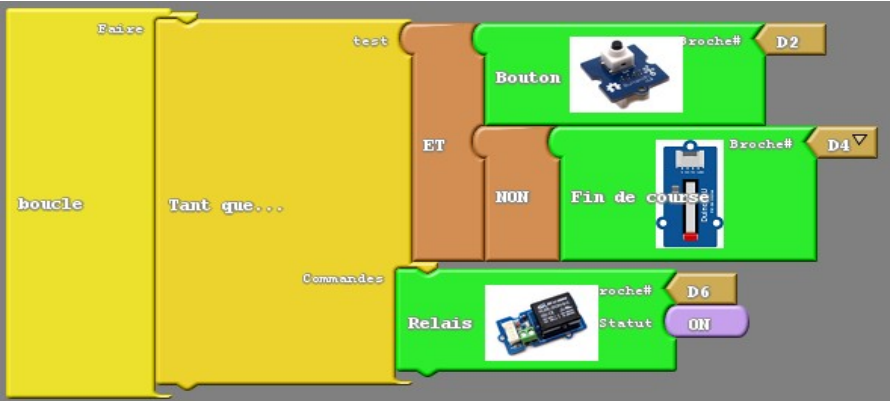 Faire
test
Broche#
D2
Bouton
ET
Broche#
D4
boucle
Tant que...
NON
Fin de course
Commandes
Broche#
D6
Relais
Statut
ON